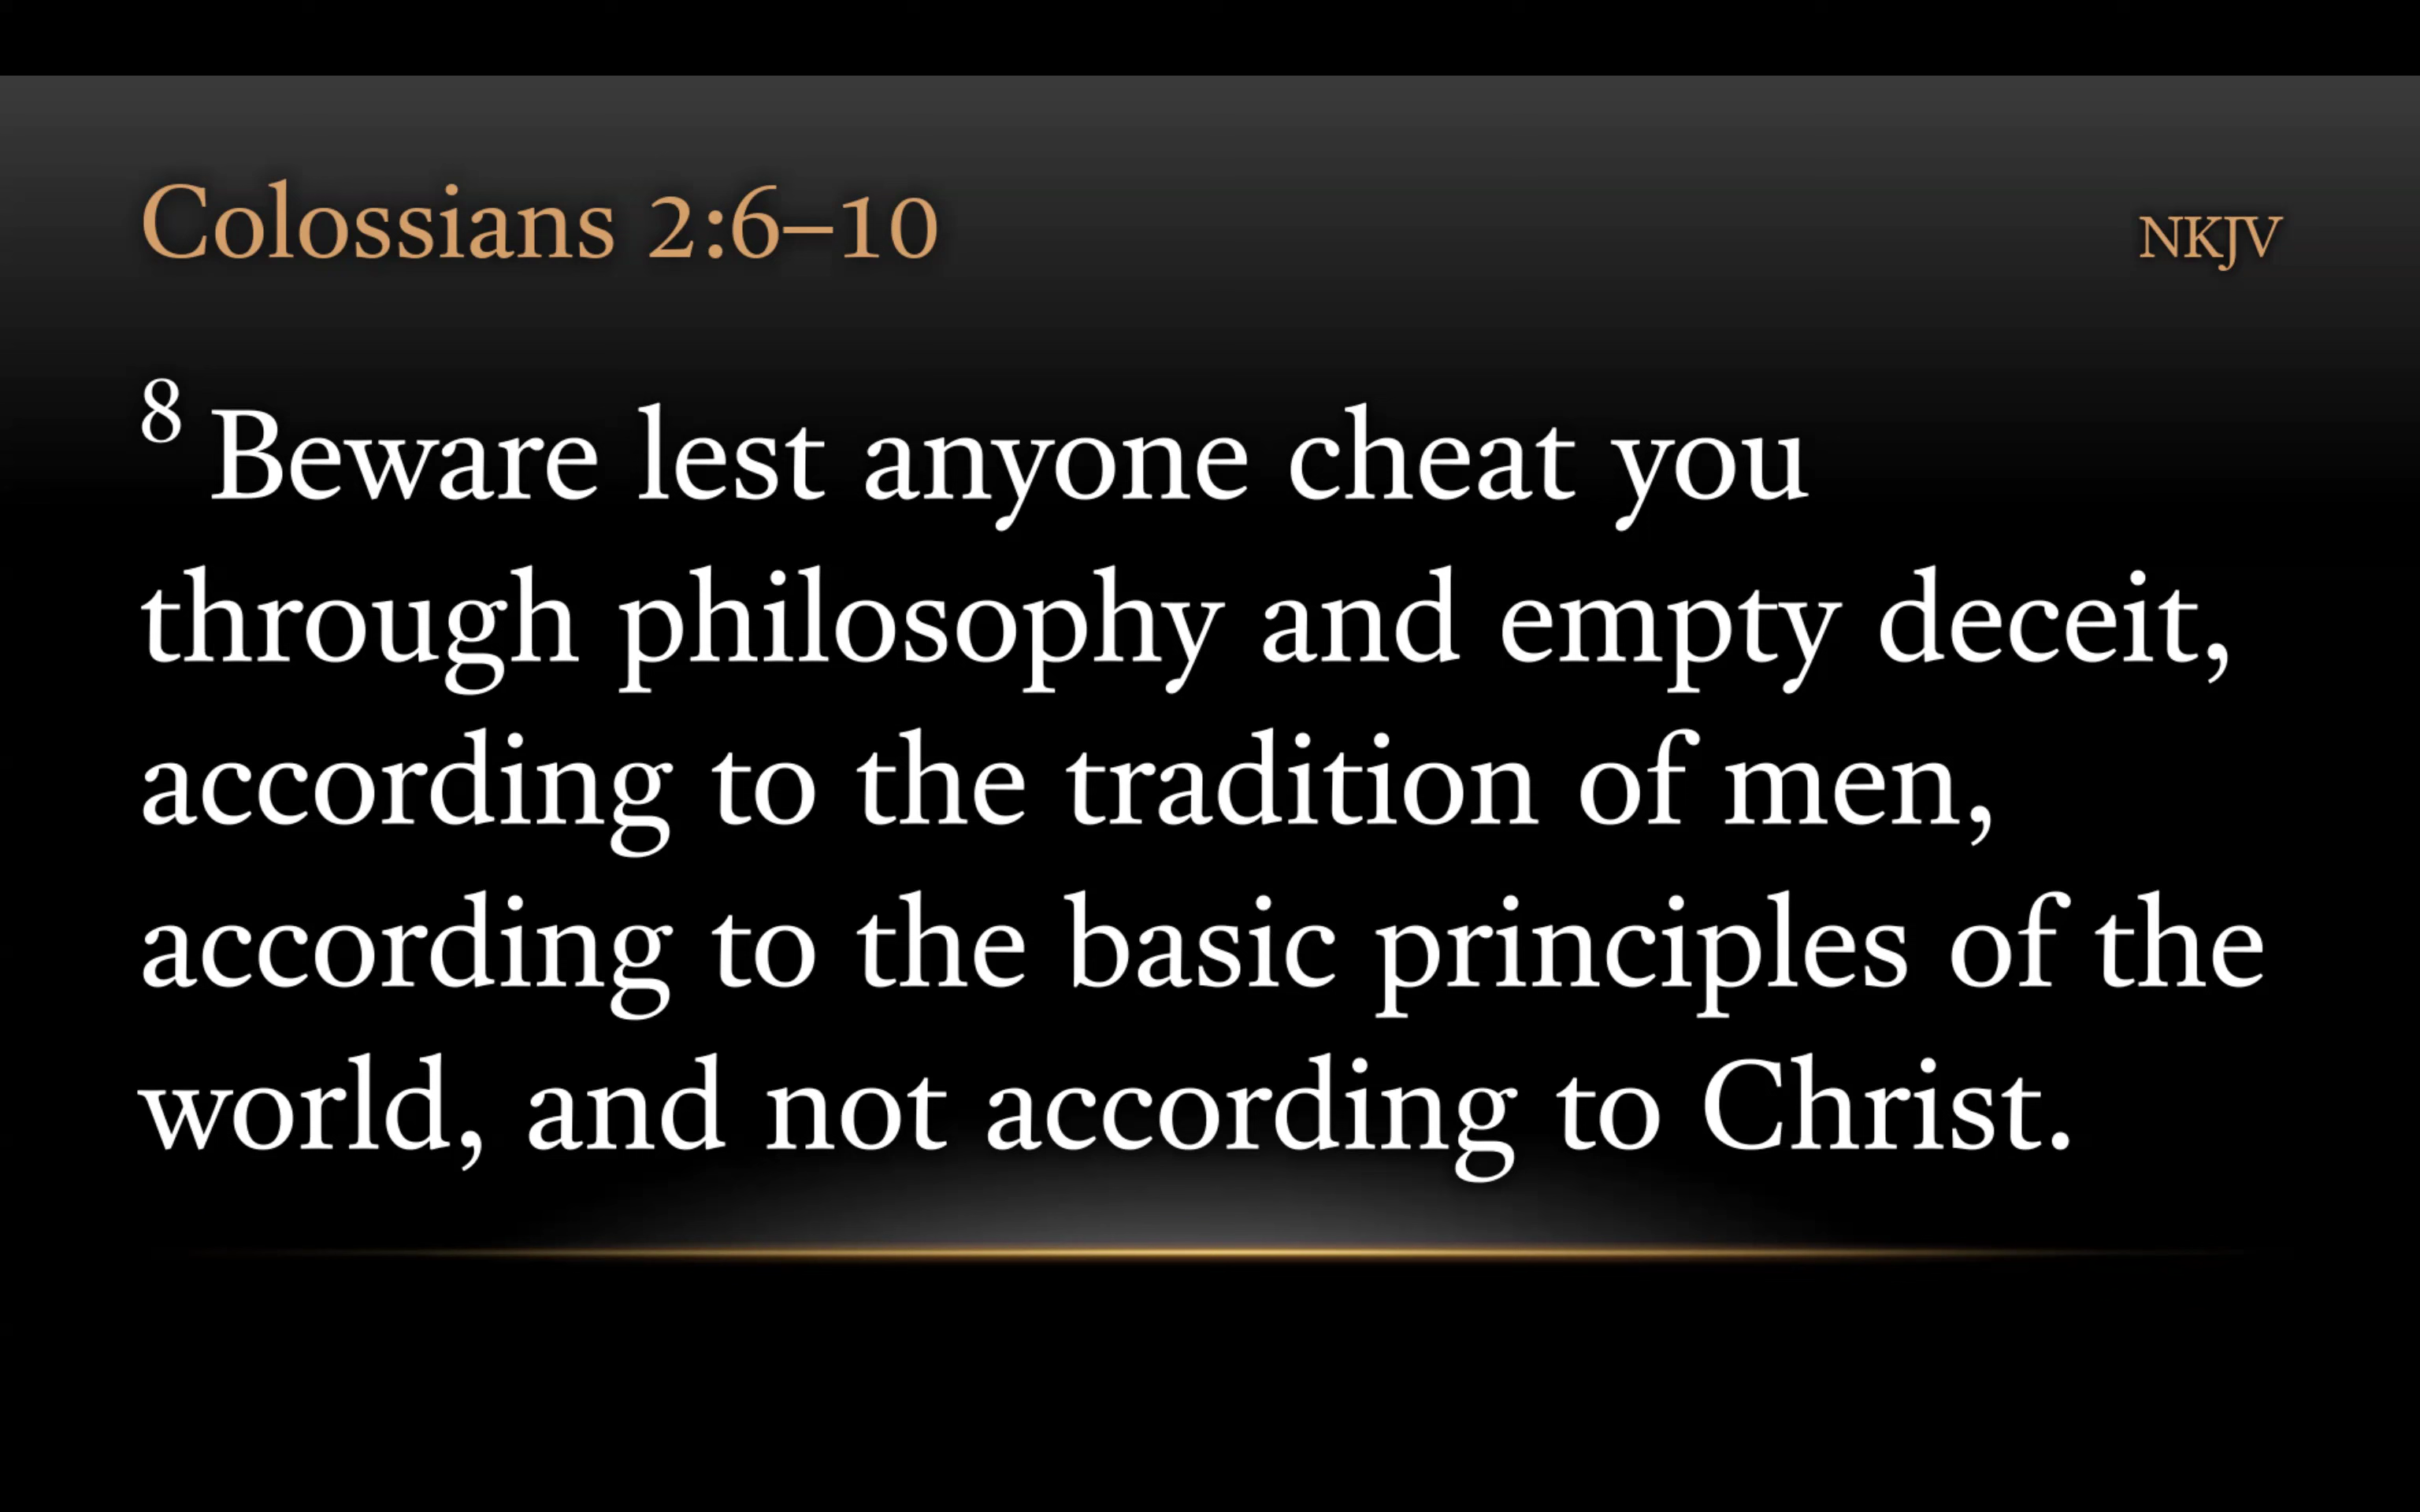 Colossians 2:6–10 NKJV
8 Beware lest anyone cheat you
through philosophy and empty deceit,
according to the tradition of men,
according to the basic principles of the
world, and not according to Christ.